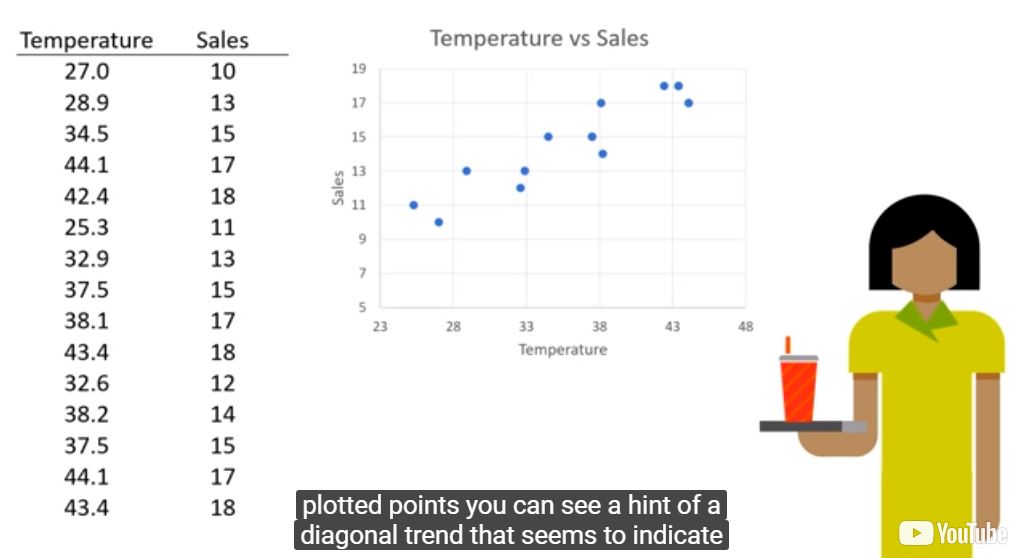 Temperature Sales
27.0 10
28.9 13
34.5 15
44.1 17
42.4 18
25.3 11
32.9 13
37.5 15
38.1 17
43.4 18
32.6 12
38.2 14
37.5 15
44.1 17
43.4 18
Temperature vs Sales
19
17
15
13
11
9
7
5
Sales
23 28 33 38 43 48
Temperature
plotted points you can see a hint of a
diagonal trend that seems to indicate
YouTube